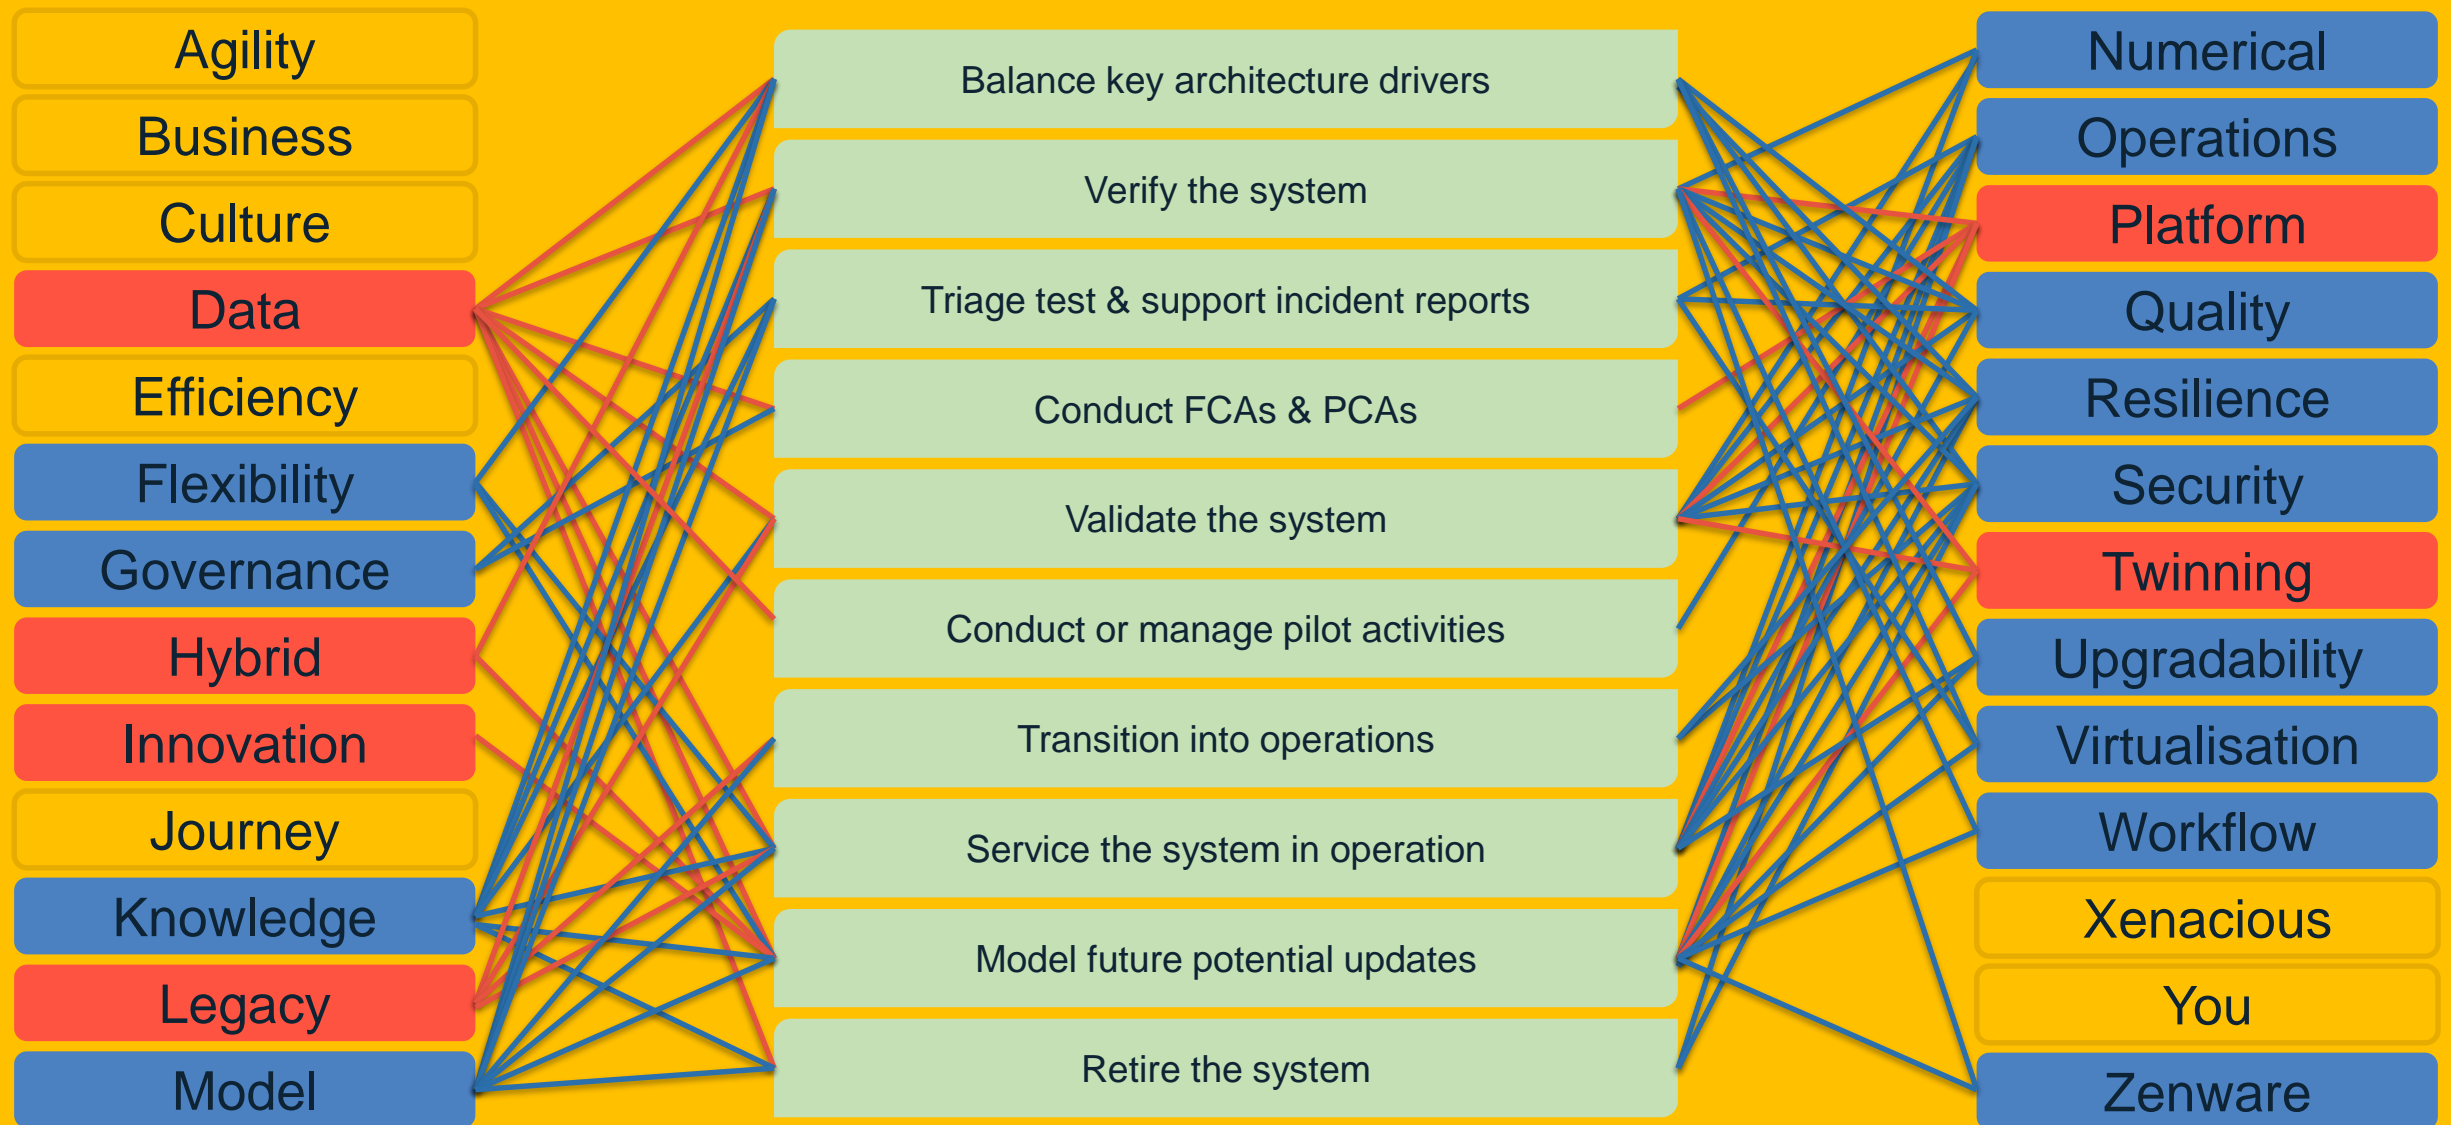 Agility
Business
Culture
Data
Efficiency
Flexibility
Governance
Hybrid
Innovation
Journey
Knowledge
Legacy
Model
Balance key architecture drivers
Verify the system
Triage test & support incident reports
Conduct FCAs & PCAs
Validate the system
Conduct or manage pilot activities
Transition into operations
Service the system in operation
Model future potential updates
Retire the system
Numerical
Operations
Platform
Quality
Resilience
Security
Twinning
Upgradability
Virtualisation
Workflow
Xenacious
You
Zenware